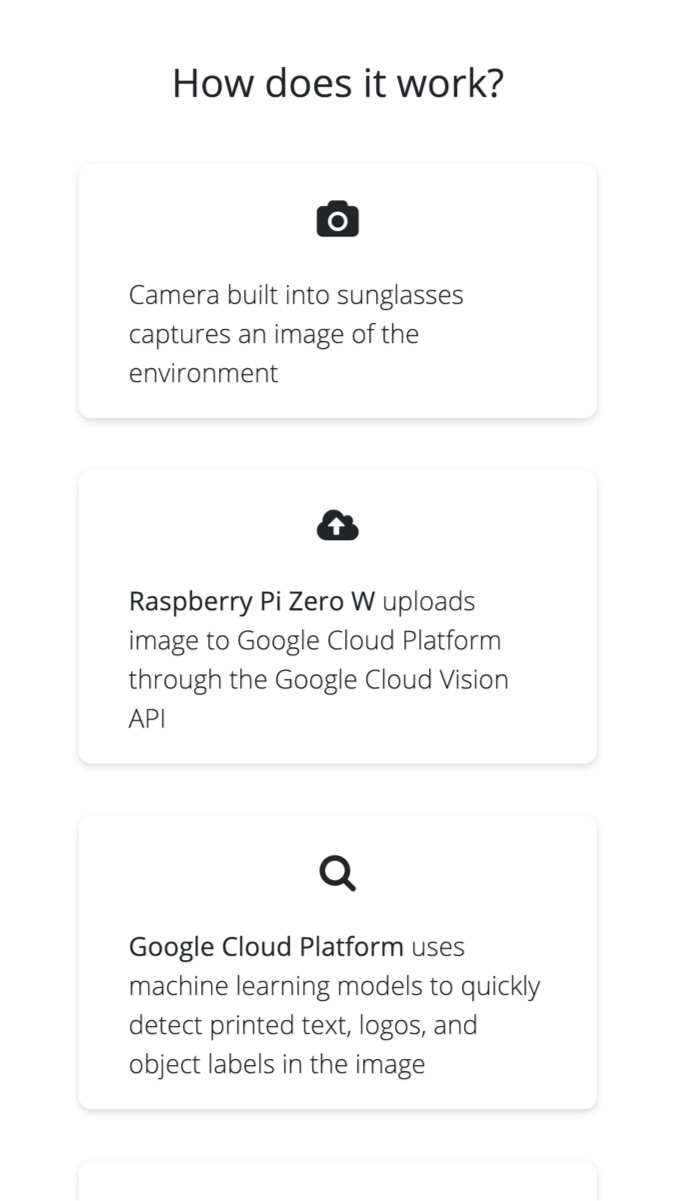 How does it work?
Camera built into sunglasses
captures an image of the
environment
Raspberry Pi Zero W uploads
image to Google Cloud Platform
through the Google Cloud Vision
API
Google Cloud Platform uses
machine learning models to quickly
detect printed text, logos, and
object labels in the image